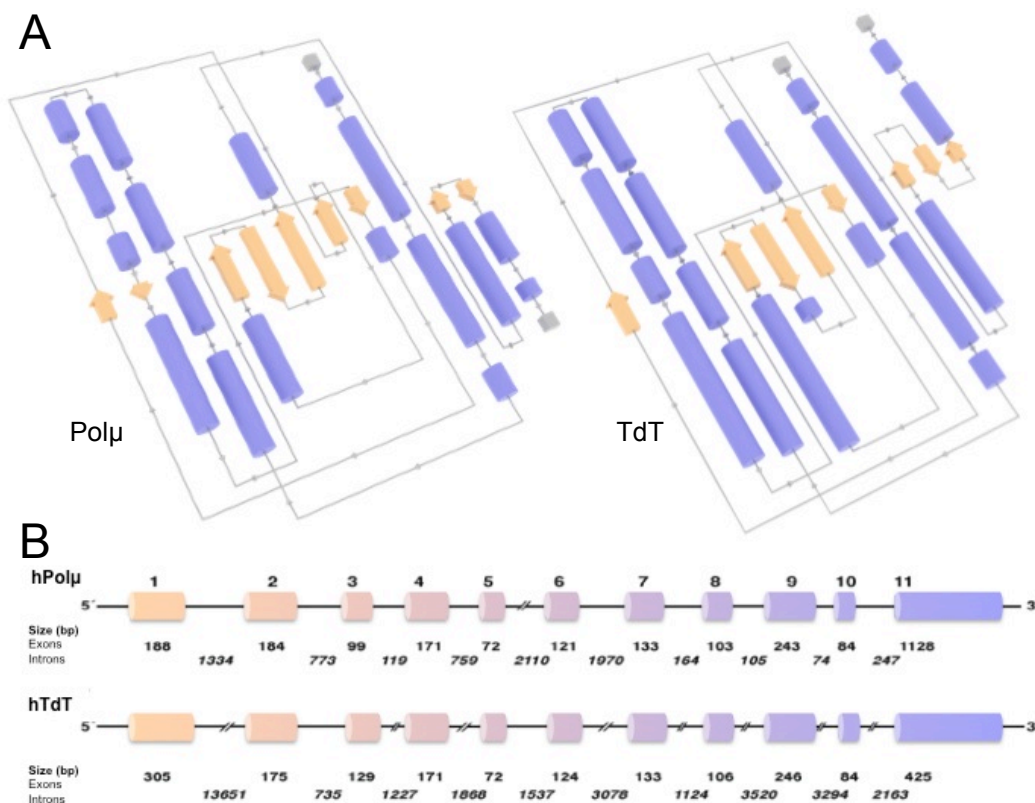 A
Polµ
TdT
B
hPolµ
1 2 3 4 5 6 7 8 9 10 11
5´ 3
Size (bp)
Exons 188 184 99 171 72 121 133 103 243 84 1128
Introns 1334 773 119 759 2110 1970 164 105 74 247
hTdT
5´ 3
Size (bp)
Exons 305 175 129 171 72 124 133 106 246 84 425
Introns 13651 735 1227 1868 1537 3078 1124 3520 3294 2163